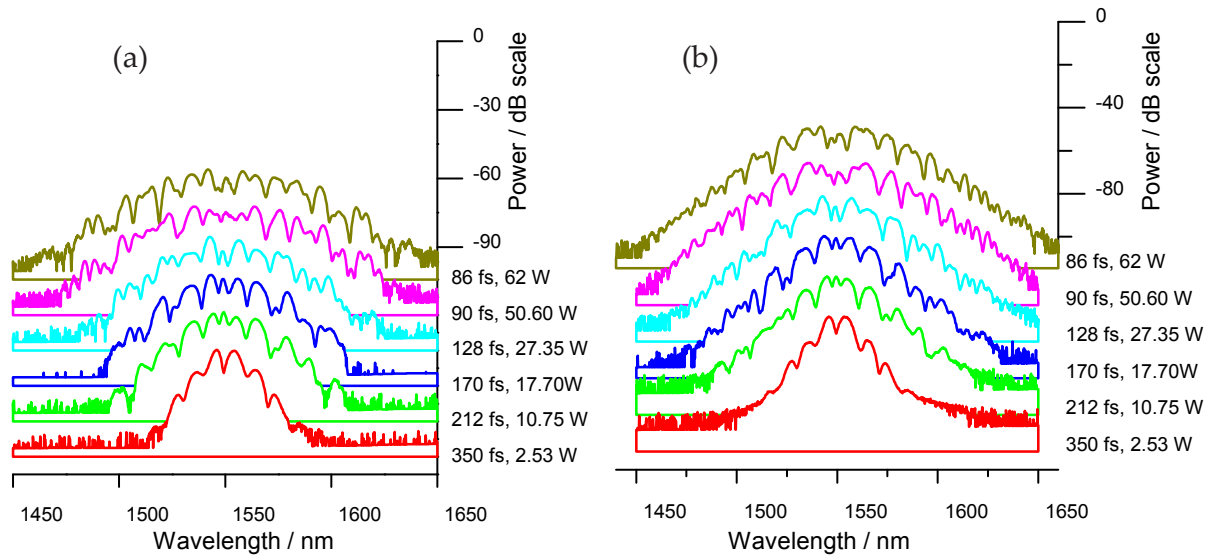 (a)
0
-30
-60
-90
Power / dB scale
86 fs, 62 W
90 fs, 50.60 W
128 fs, 27.35 W
170 fs, 17.70W
212 fs, 10.75 W
350 fs, 2.53 W
1450 1500 1550 1600 1650
Wavelength / nm
(b)
0
-40
-80
Power / dB scale
86 fs, 62 W
90 fs, 50.60 W
128 fs, 27.35 W
170 fs, 17.70W
212 fs, 10.75 W
350 fs, 2.53 W
1450 1500 1550 1600 1650
Wavelength / nm